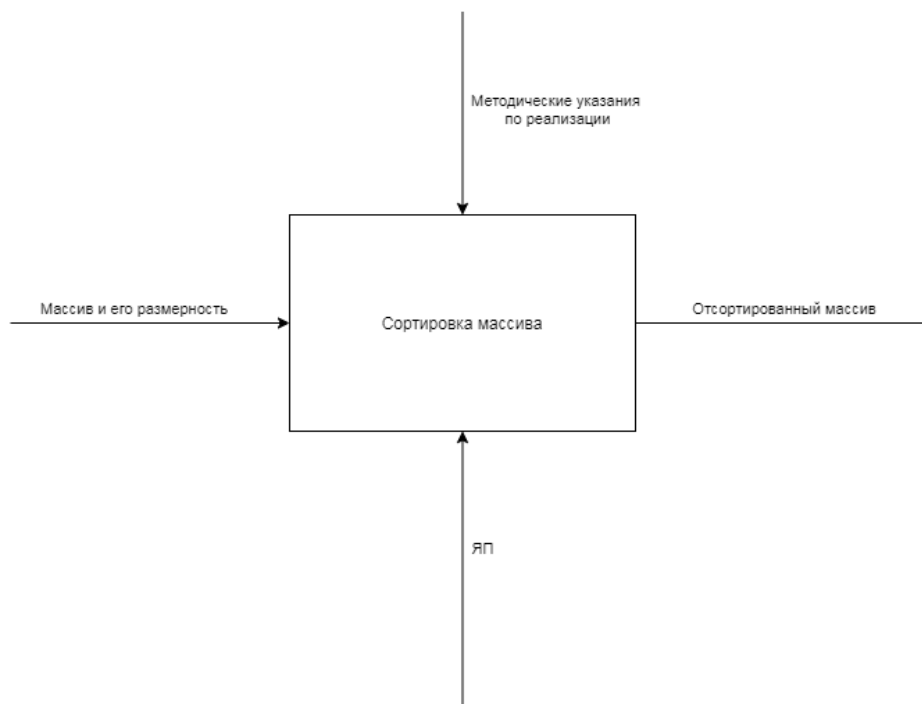 Методические указания
по реализации
Массив и его размерность
Сортировка массива
Отсортированный массив
ЯП